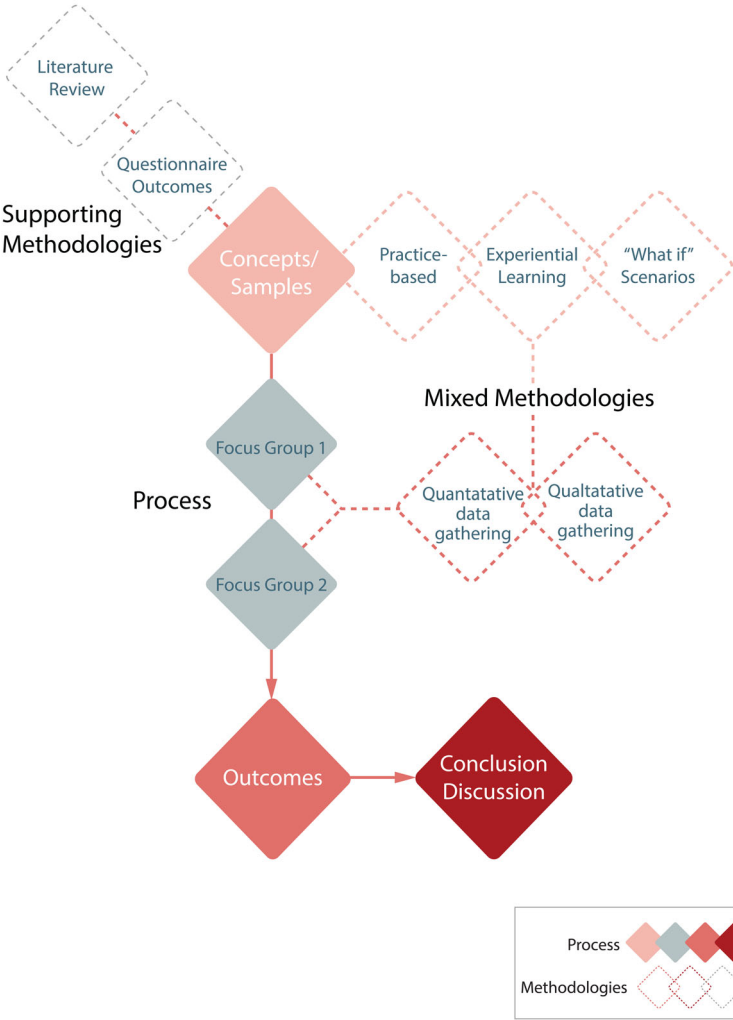 Literature
Review
Questionnaire
Outcomes
Supporting
Methodologies
Concepts/
Samples
Practice-
based
Experiential
Learning
“What if”
Scenarios
Mixed Methodologies
Focus Group 1
Process
Quantatative
data
gathering
Qualtatative
data
gathering
Focus Group 2
Outcomes
Conclusion
Discussion
Process
Methodologies